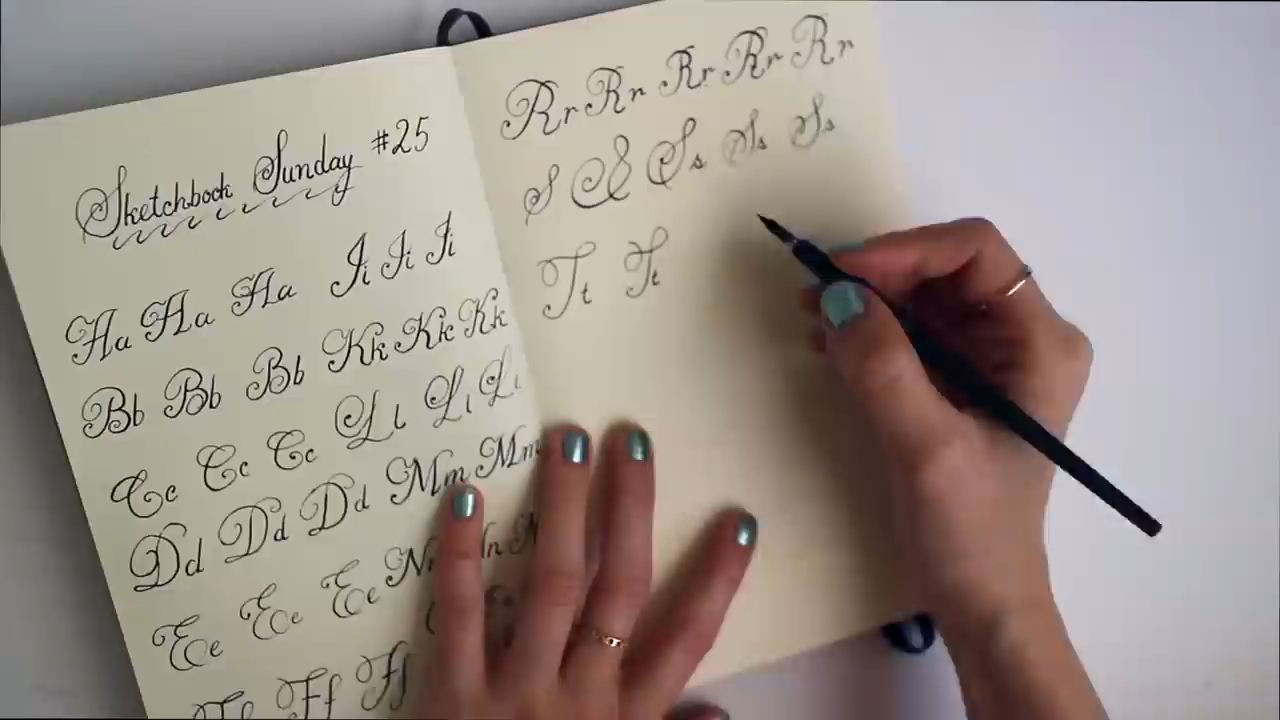 Sketchbook Sunday #25
Aa Aa Aa Ii Ii Ii
Bb Bb Bb Kk Kk Kk
Cc Cc Cc Ll Ll Ll
Dd Dd Dd Mm Mm
Ee Ee Ee
Ff Ff
Rr Rr Rr Rr Rr
S S Ss Ss Ss
Tt Tt